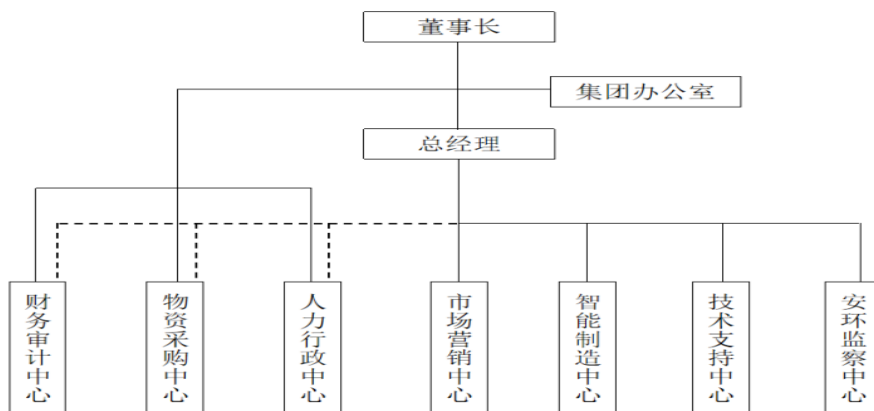 董事长
集团办公室
总经理
财务审计中心
物资采购中心
人力行政中心
市场营销中心
智能制造中心
技术支持中心
安环监察中心